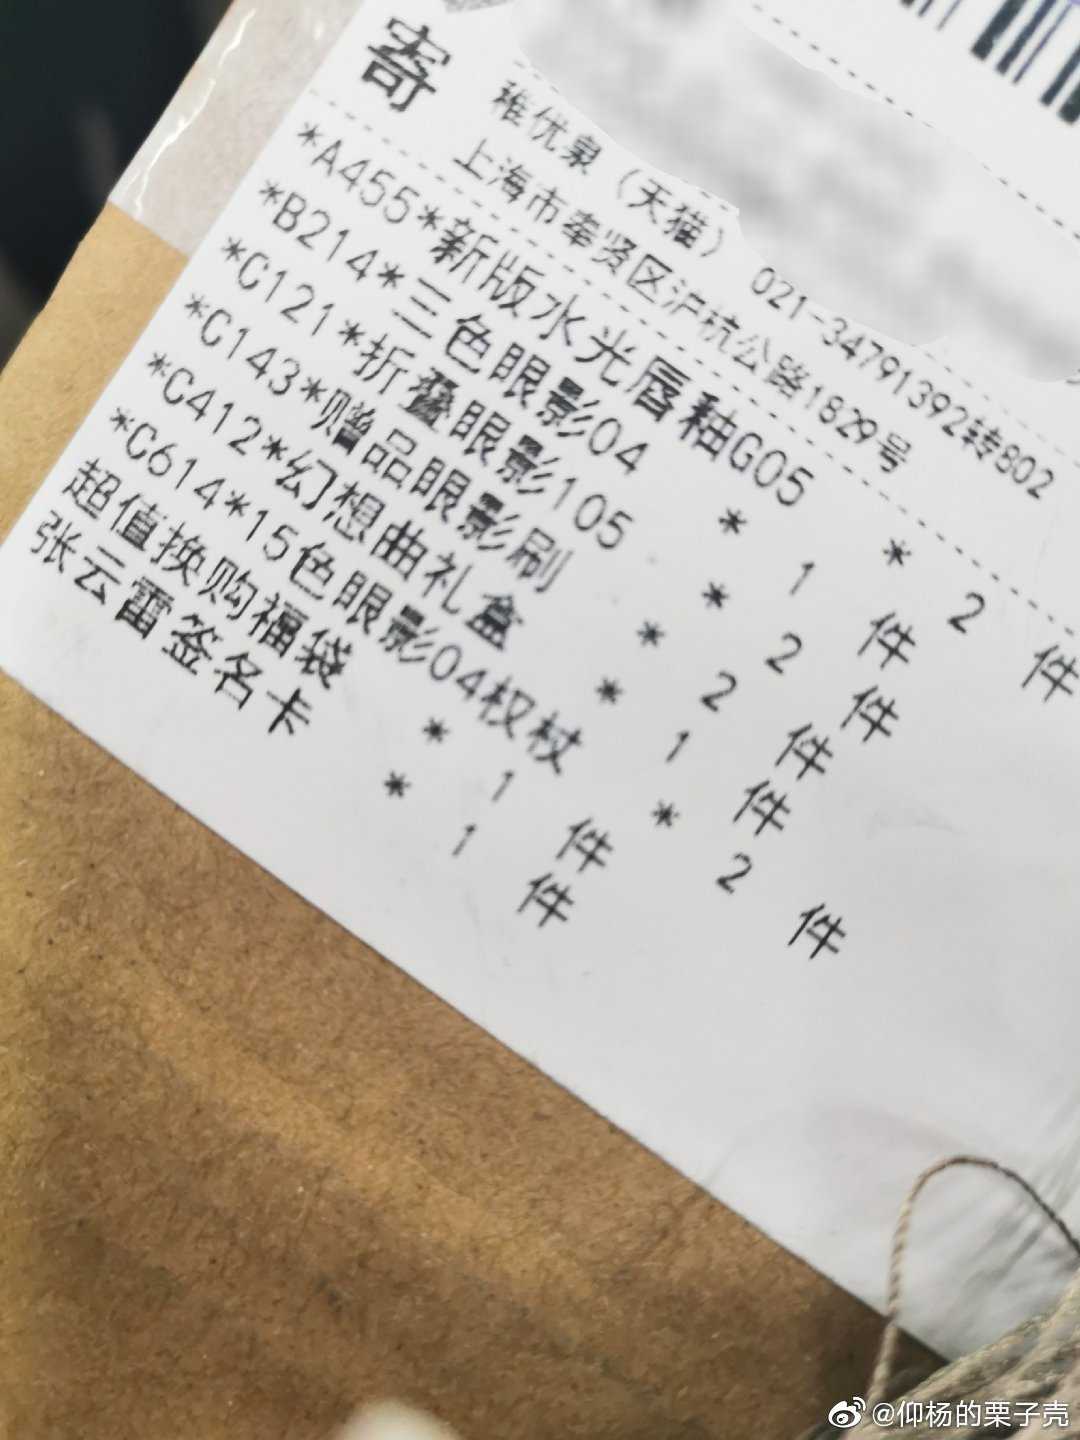 寄
稚优泉（天猫） 021-34791392转802
上海市奉贤区沪杭公路1829号
*A455*新版水光唇釉G05 * 2 件
*B214*三色眼影04 * 1 件
*C121*折叠眼影105 * 2 件
*C143*赠品眼影刷 * 2 件
*C412*幻想曲礼盒 * 1 件
*C614*15色眼影04权杖 * 2 件
超值换购福袋 * 1 件
张云雷签名卡 * 1 件
@仰杨的栗子壳